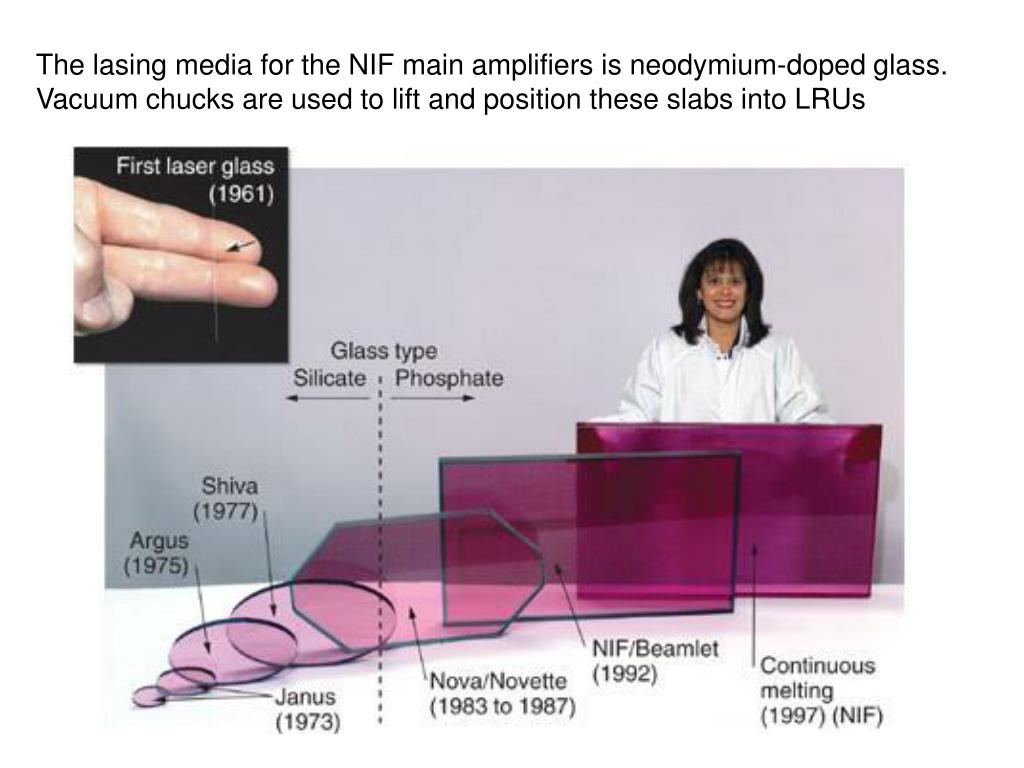 The lasing media for the NIF main amplifiers is neodymium-doped glass.
Vacuum chucks are used to lift and position these slabs into LRUs
First laser glass
(1961)
Glass type
Silicate
Phosphate
Shiva
(1977)
Argus
(1975)
Janus
(1973)
Nova/Novette
(1983 to 1987)
NIF/Beamlet
(1992)
Continuous
melting
(1997) (NIF)